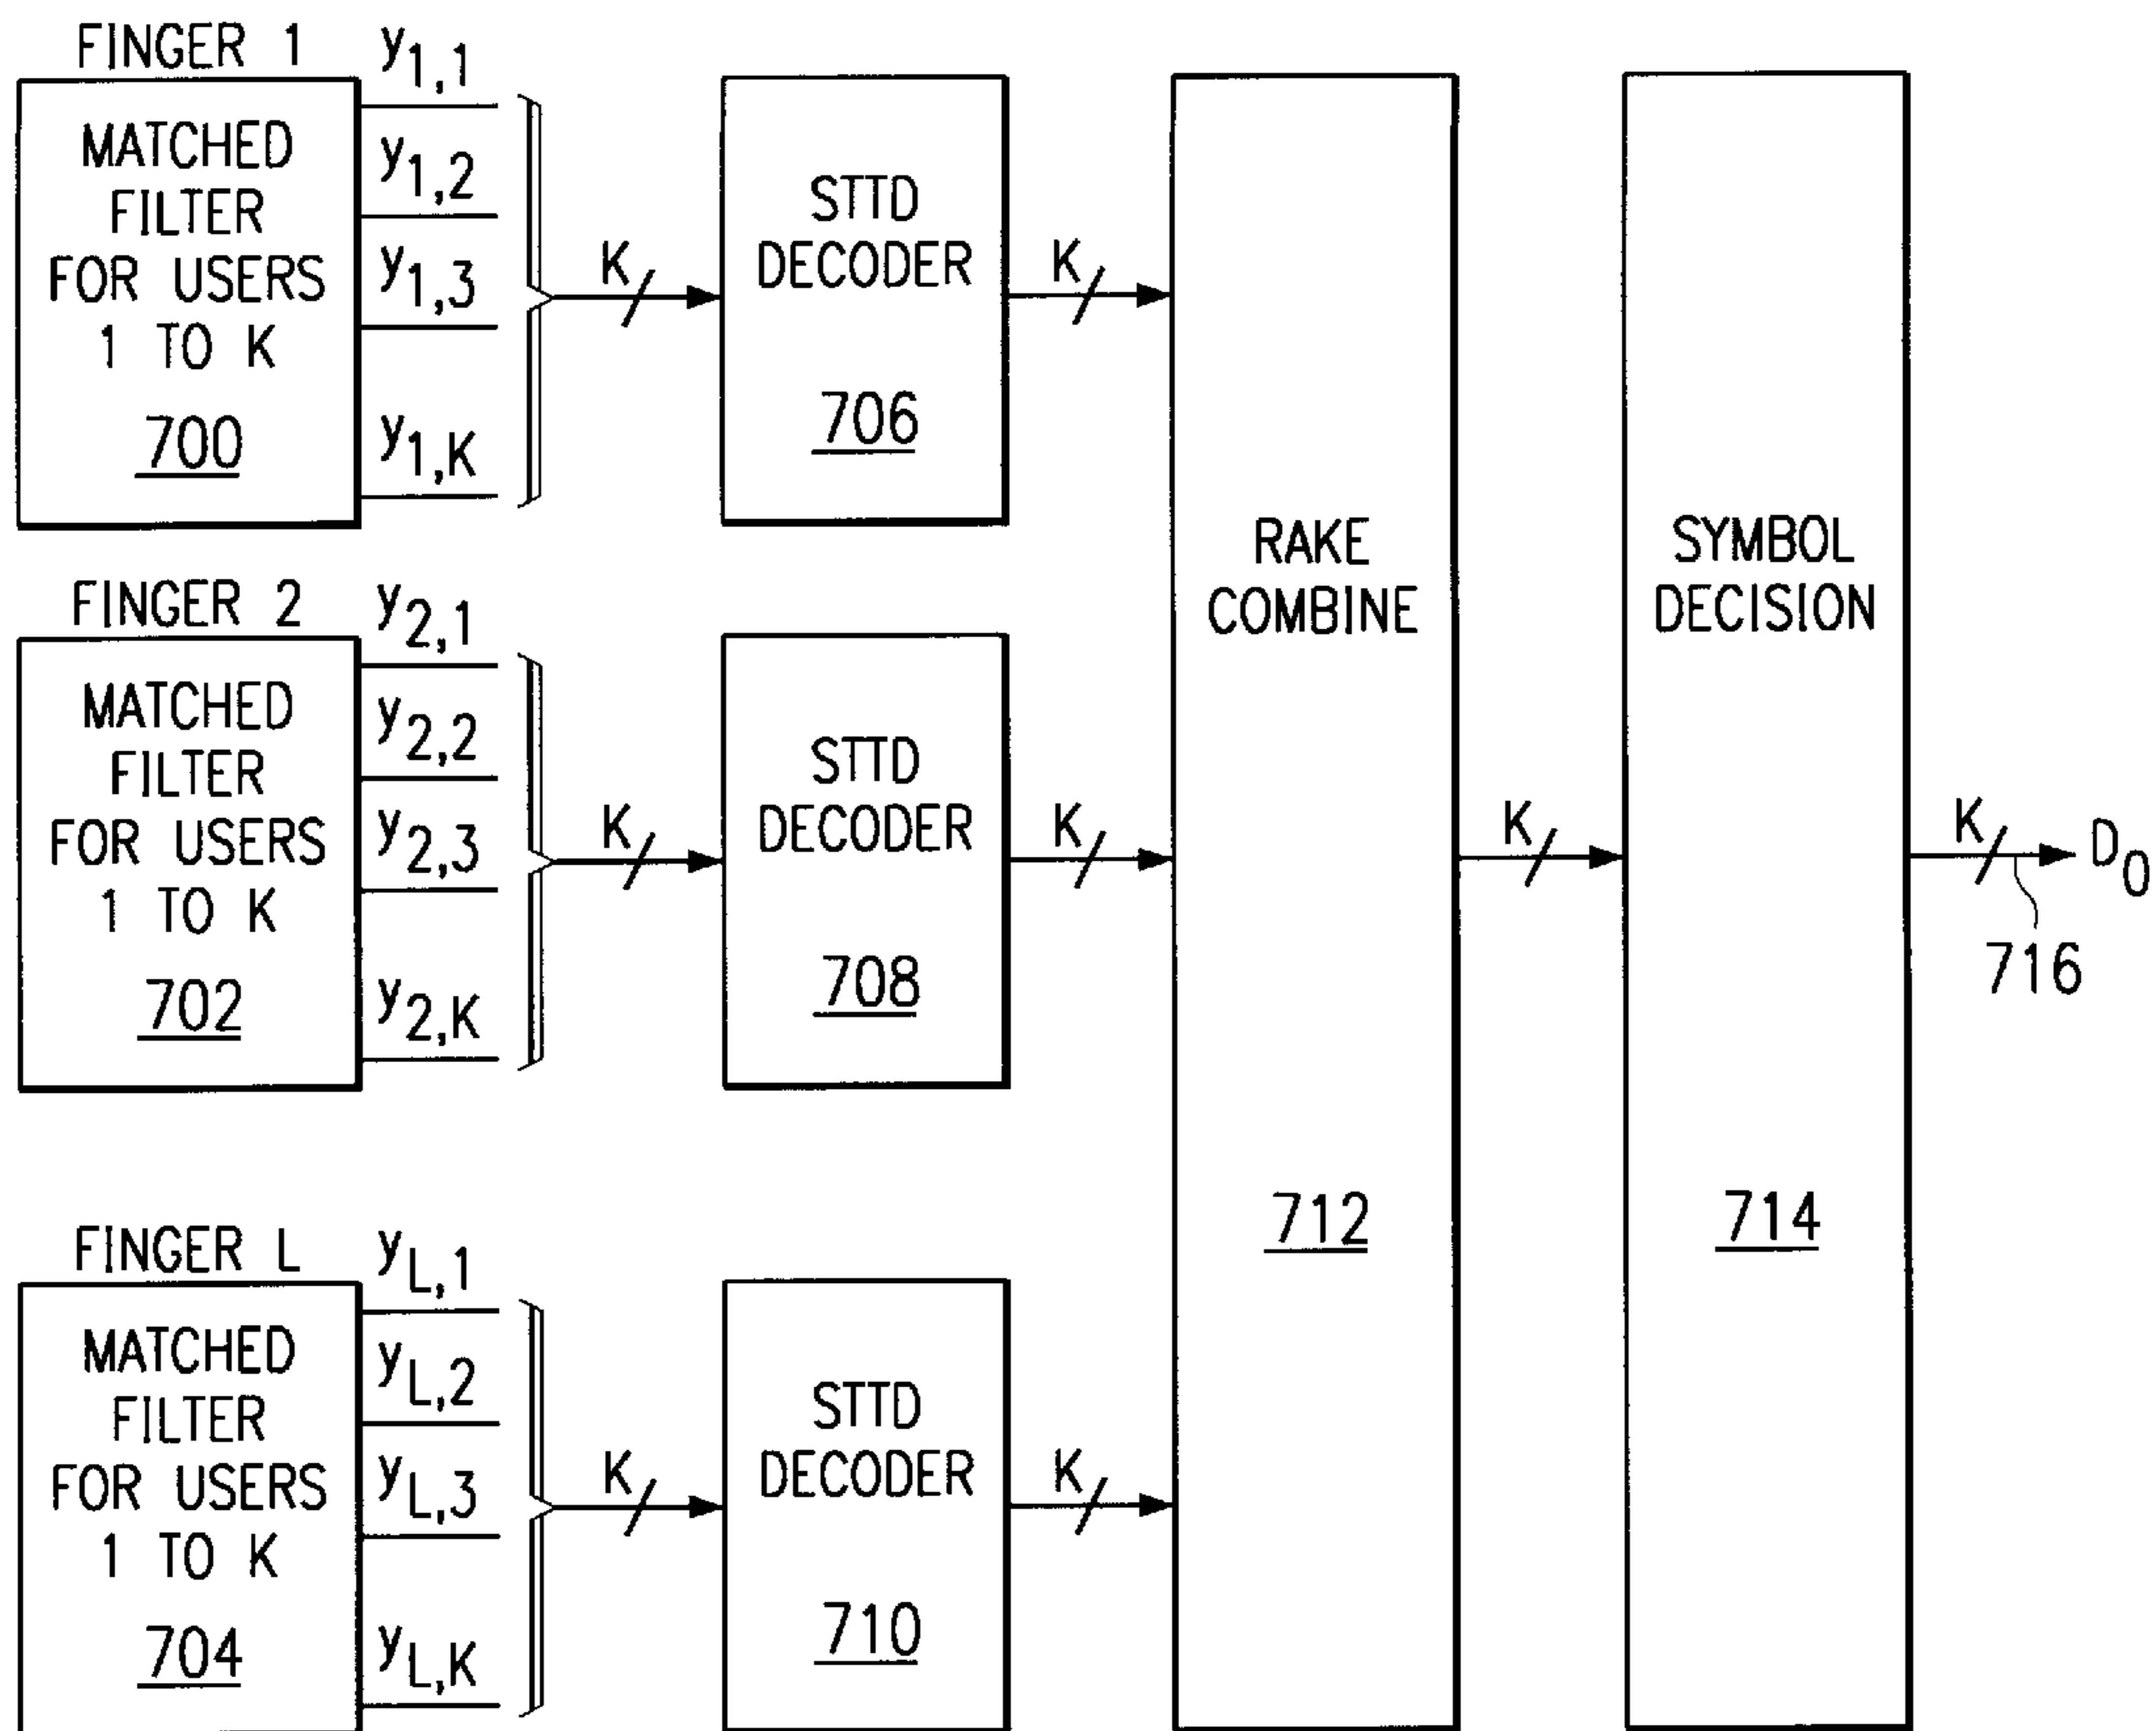 FINGER 1
y1,1
MATCHED
FILTER
FOR USERS
1 TO K
700
y1,2
y1,3
y1,K
K
STTD
DECODER
706
K
FINGER 2
y2,1
MATCHED
FILTER
FOR USERS
1 TO K
702
y2,2
y2,3
y2,K
K
STTD
DECODER
708
K
FINGER L
yL,1
MATCHED
FILTER
FOR USERS
1 TO K
704
yL,2
yL,3
yL,K
K
STTD
DECODER
710
K
RAKE
COMBINE
712
K
SYMBOL
DECISION
714
K
D0
716